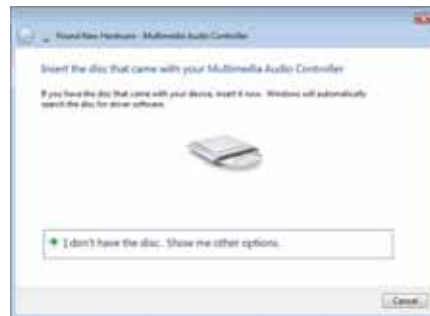 Found New Hardware - Multimedia Audio Controller
Insert the disc that came with your Multimedia Audio Controller
If you have the disc that came with your device, insert it now. Windows will automatically
search the disc for driver software.
I don't have the disc. Show me other options.
Cancel